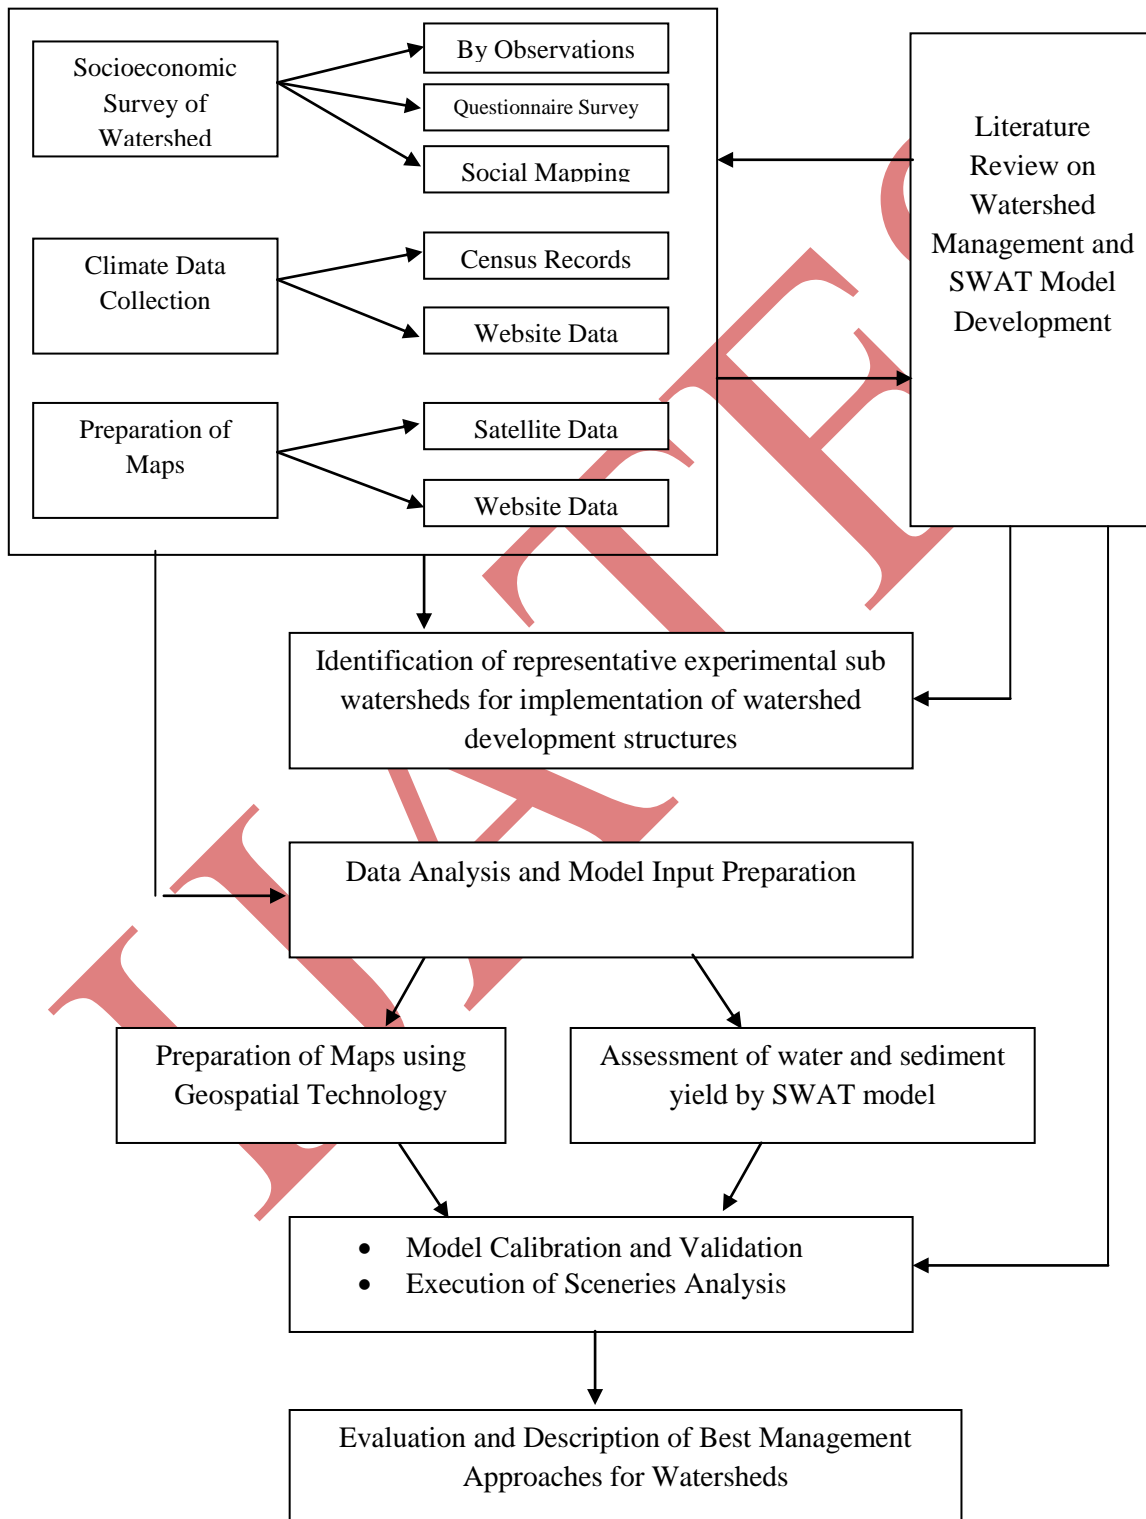 Socioeconomic
Survey of
Watershed
By Observations
Questionnaire Survey
Social Mapping
Climate Data
Collection
Census Records
Website Data
Preparation of
Maps
Satellite Data
Website Data
Literature
Review on
Watershed
Management and
SWAT Model
Development
Identification of representative experimental sub
watersheds for implementation of watershed
development structures
Data Analysis and Model Input Preparation
Preparation of Maps using
Geospatial Technology
Assessment of water and sediment
yield by SWAT model
• Model Calibration and Validation
• Execution of Sceneries Analysis
Evaluation and Description of Best Management
Approaches for Watersheds
IJATES